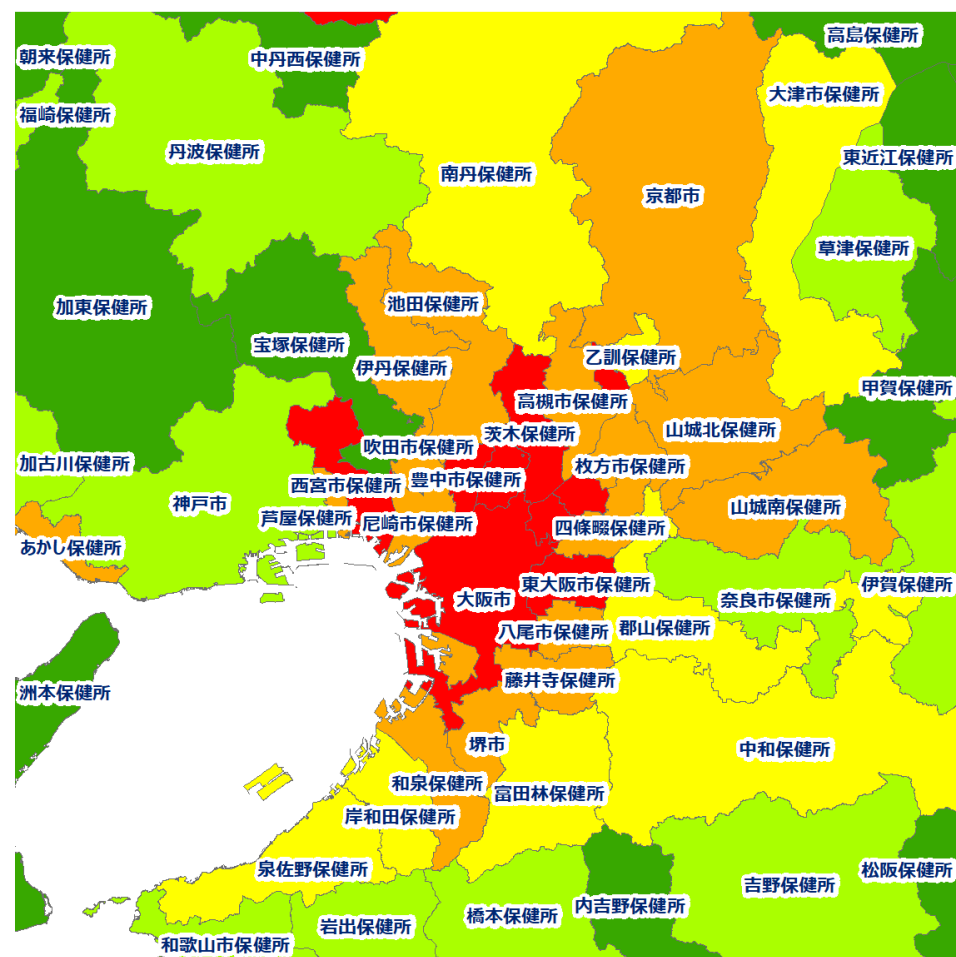 高島保健所
朝来保健所
中丹西保健所
大津市保健所
福崎保健所
丹波保健所
東近江保健所
南丹保健所
京都市
草津保健所
池田保健所
加東保健所
宝塚保健所
乙訓保健所
伊丹保健所
甲賀保健所
高槻市保健所
茨木保健所
山城北保健所
吹田市保健所
加古川保健所
枚方市保健所
豊中市保健所
西宮市保健所
神戸市
山城南保健所
芦屋保健所
尼崎市保健所
四條畷保健所
あかし保健所
東大阪市保健所
伊賀保健所
大阪市
奈良市保健所
八尾市保健所
郡山保健所
藤井寺保健所
洲本保健所
堺市
中和保健所
和泉保健所
富田林保健所
岸和田保健所
泉佐野保健所
松阪保健所
吉野保健所
内吉野保健所
橋本保健所
岩出保健所
和歌山市保健所